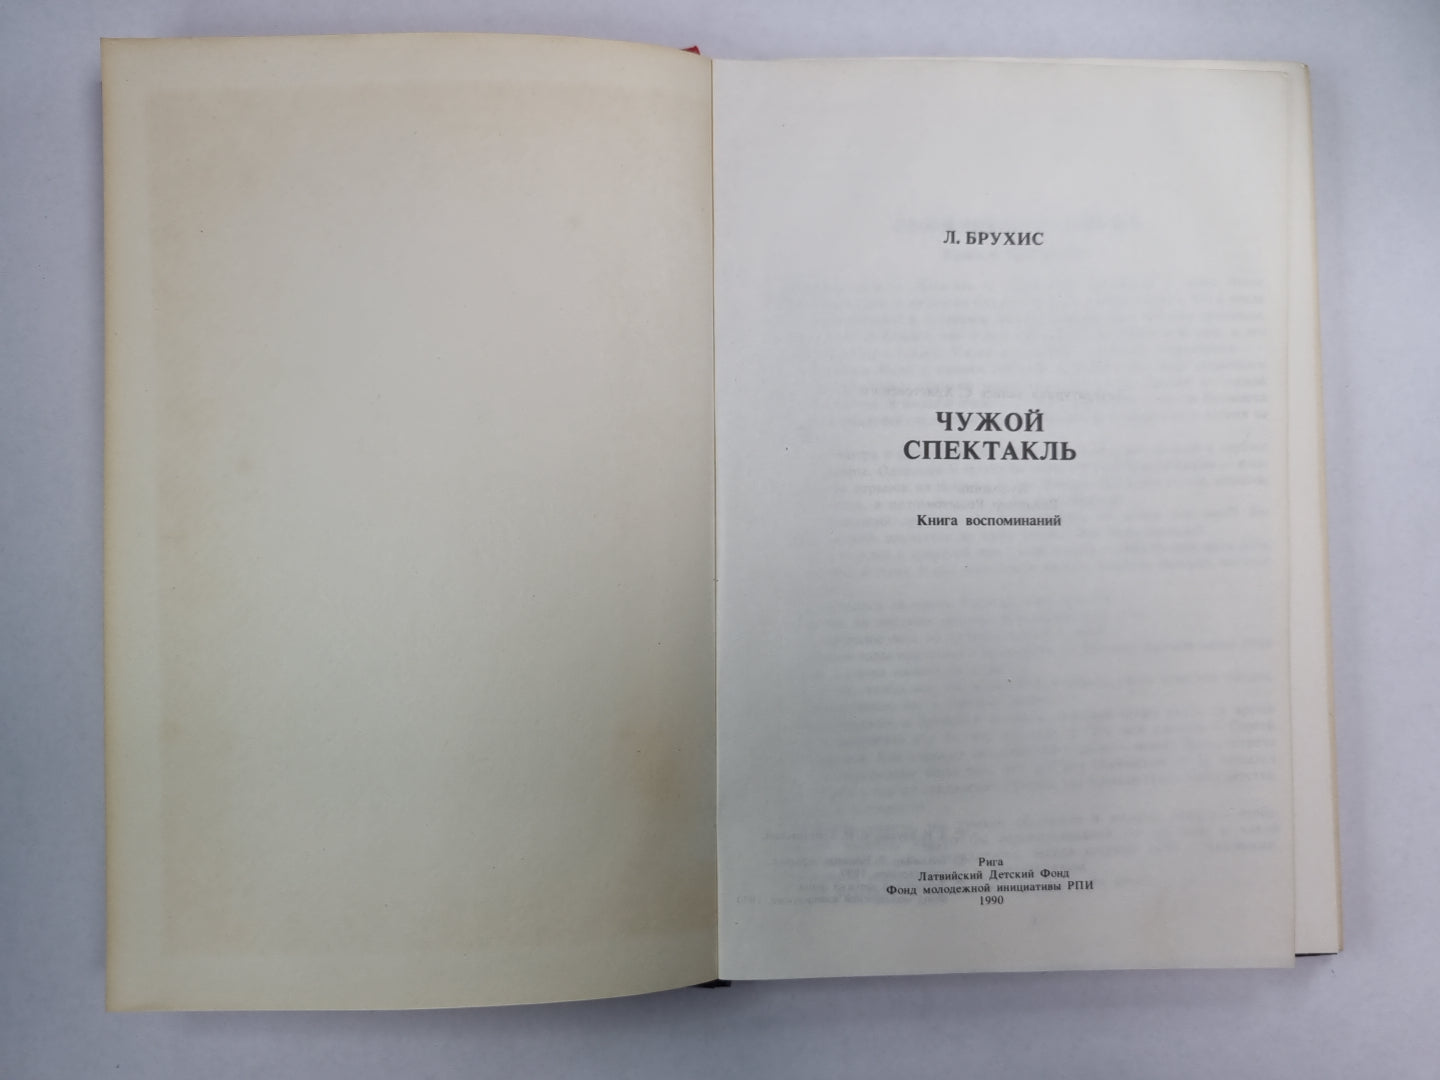 Л. БРУХИС
ЧУЖОЙ
СПЕКТАКЛЬ
Книга воспоминаний
Рига
Латвийский Детский Фонд
Фонд молодежной инициативы РПИ
1990